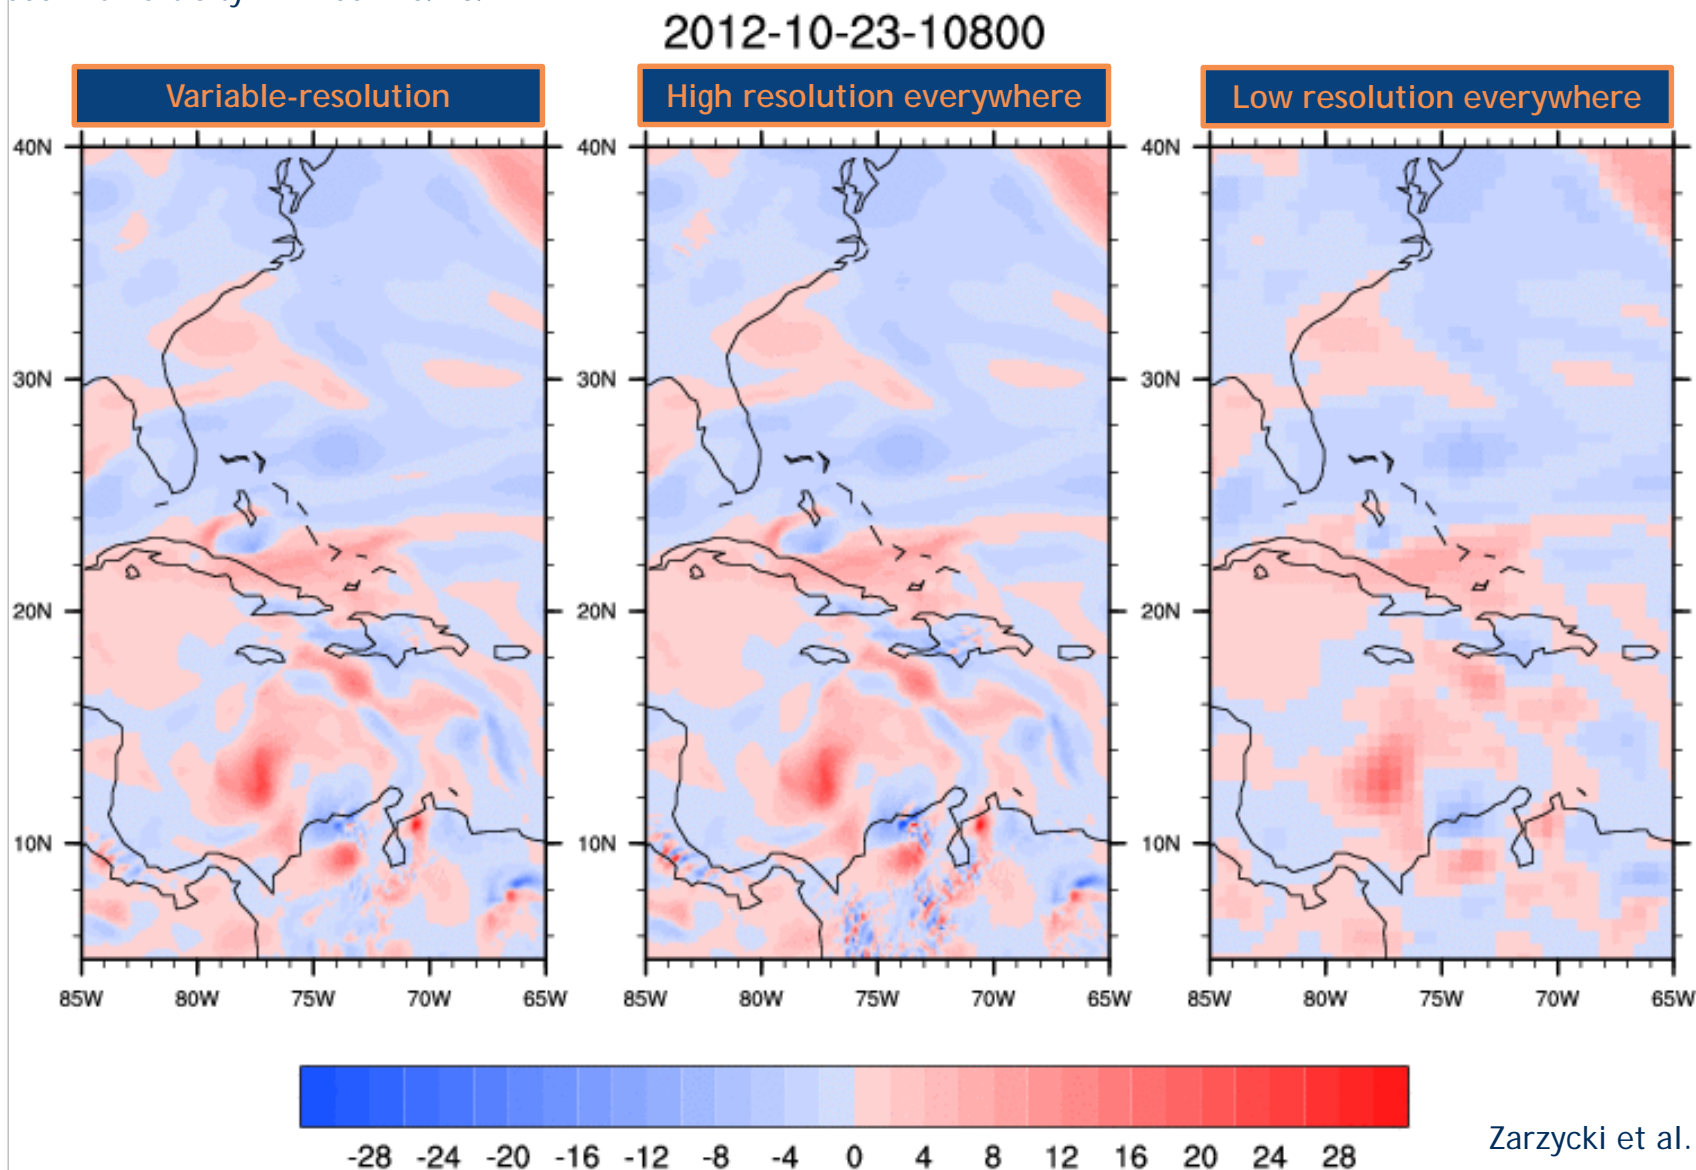 2012-10-23-10800
Variable-resolution
High resolution everywhere
Low resolution everywhere
40N 40N 40N
30N 30N 30N
20N 20N 20N
10N 10N 10N
85W 80W 75W 70W 65W 85W 80W 75W 70W 65W 85W 80W 75W 70W 65W
-28 -24 -20 -16 -12 -8 -4 0 4 8 12 16 20 24 28
Zarzycki et al.